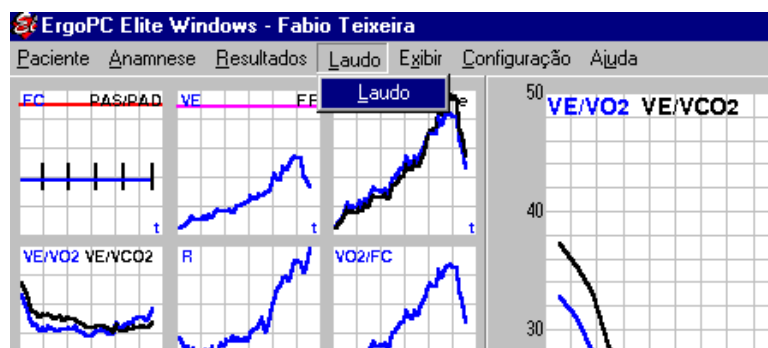 ErgoPC Elite Windows - Fabio Teixeira
Paciente Anamnese Resultados Laudo Exibir Configuração Ajuda
Laudo
FC PAS/PAD
VE
t
t
t
VE/VO2 VE/VCO2
R
VO2/FC
50
VE/VO2 VE/VCO2
40
30